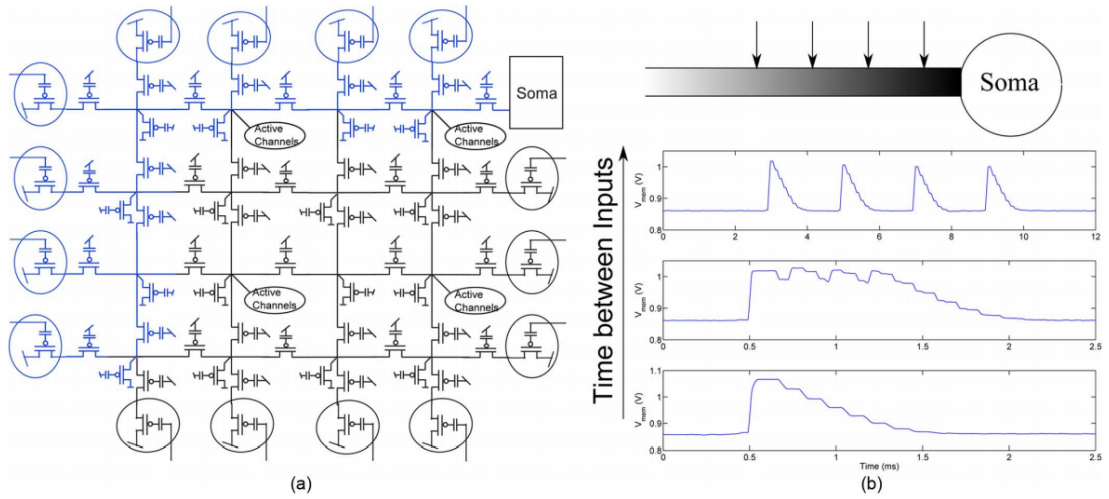 Soma
Active
Channels
Active
Channels
Active
Channels
Active
Channels
(a)
Soma
Time between Inputs
1
0.9
0.8
V_mem (V)
0 2 4 6 8 10 12
1.0
0.9
0.8
V_mem (V)
0 0.5 1 1.5 2 2.5
1.1
1
0.9
0.8
V_mem (V)
0 0.5 1 1.5 2 2.5
Time (ms)
(b)